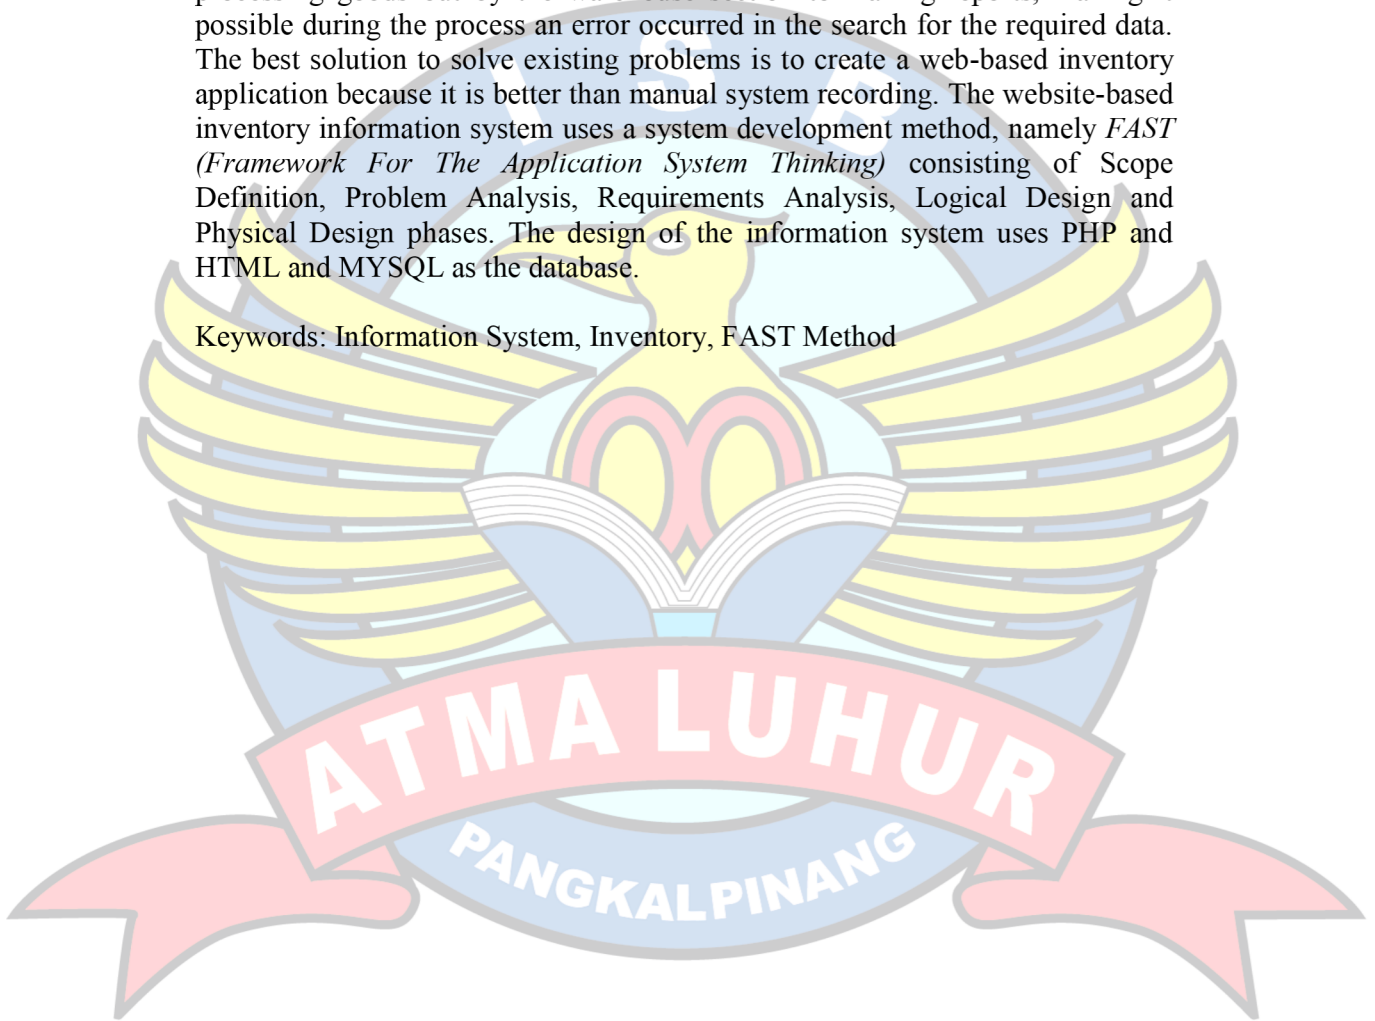 possible during the process an error occurred in the search for the required data.
The best solution to solve existing problems is to create a web-based inventory
application because it is better than manual system recording. The website-based
inventory information system uses a system development method, namely FAST
(Framework For The Application System Thinking) consisting of Scope
Definition, Problem Analysis, Requirements Analysis, Logical Design and
Physical Design phases. The design of the information system uses PHP and
HTML and MYSQL as the database.
Keywords: Information System, Inventory, FAST Method
I S B
ATMA LUHUR
PANGKALPINANG